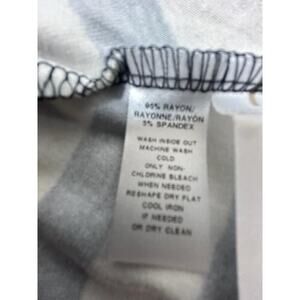 95% RAYON/
RAYONNE/RAYÓN
5% SPANDEX
WASH INSIDE OUT
MACHINE WASH
COLD
ONLY NON-
CHLORINE BLEACH
WHEN NEEDED
RESHAPE DRY FLAT
COOL IRON
IF NEEDED
OR DRY CLEAN